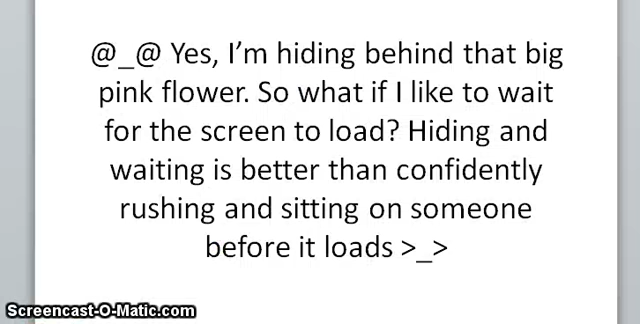 @_@ Yes, I’m hiding behind that big
pink flower. So what if I like to wait
for the screen to load? Hiding and
waiting is better than confidently
rushing and sitting on someone
before it loads >_>
Screencast-O-Matic.com